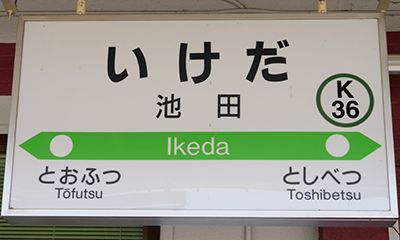 いけだ
池田
K
36
Ikeda
とおふつ
Tōfutsu
としべつ
Toshibetsu